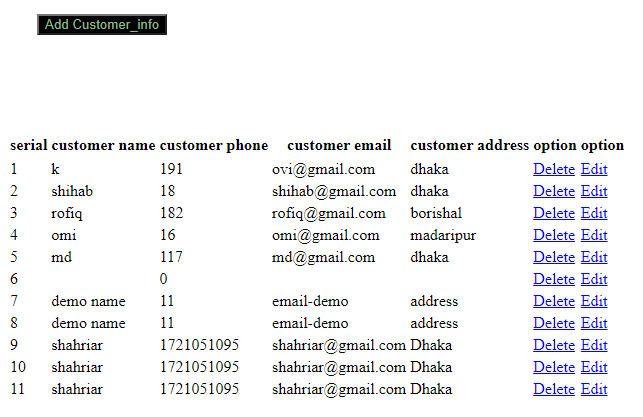 Add Customer_info
serial customer name customer phone customer email customer address option option
1 k 191 ovi@gmail.com dhaka Delete Edit
2 shihab 18 shihab@gmail.com dhaka Delete Edit
3 rofiq 182 rofiq@gmail.com borishal Delete Edit
4 omi 16 omi@gmail.com madaripur Delete Edit
5 md 117 md@gmail.com dhaka Delete Edit
6 0 Delete Edit
7 demo name 11 email-demo address Delete Edit
8 demo name 11 email-demo address Delete Edit
9 shahriar 1721051095 shahriar@gmail.com Dhaka Delete Edit
10 shahriar 1721051095 shahriar@gmail.com Dhaka Delete Edit
11 shahriar 1721051095 shahriar@gmail.com Dhaka Delete Edit